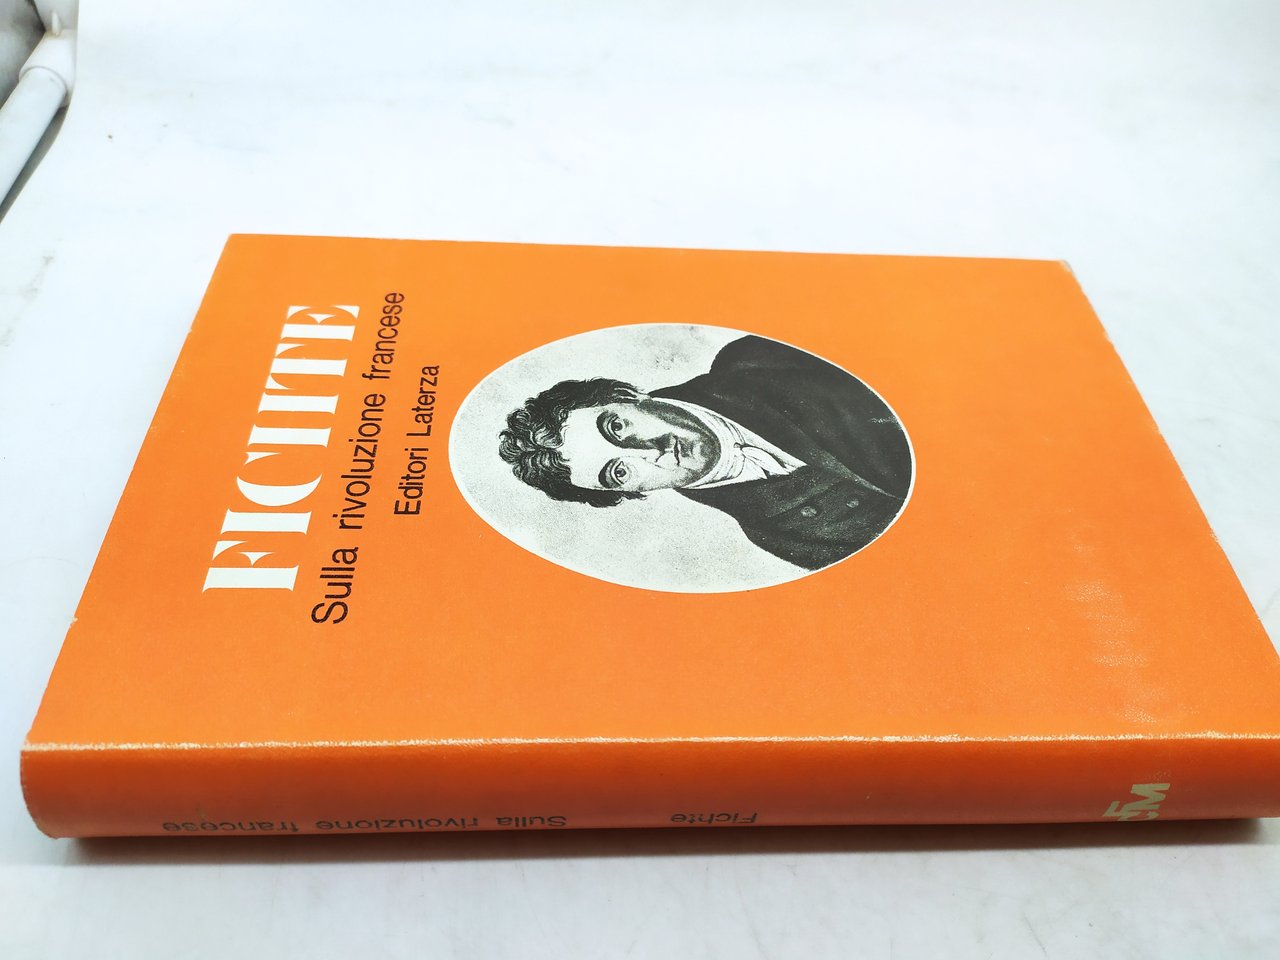 FICHTE
Sulla rivoluzione francese
Editori Laterza
Fichte
Sulla rivoluzione francese